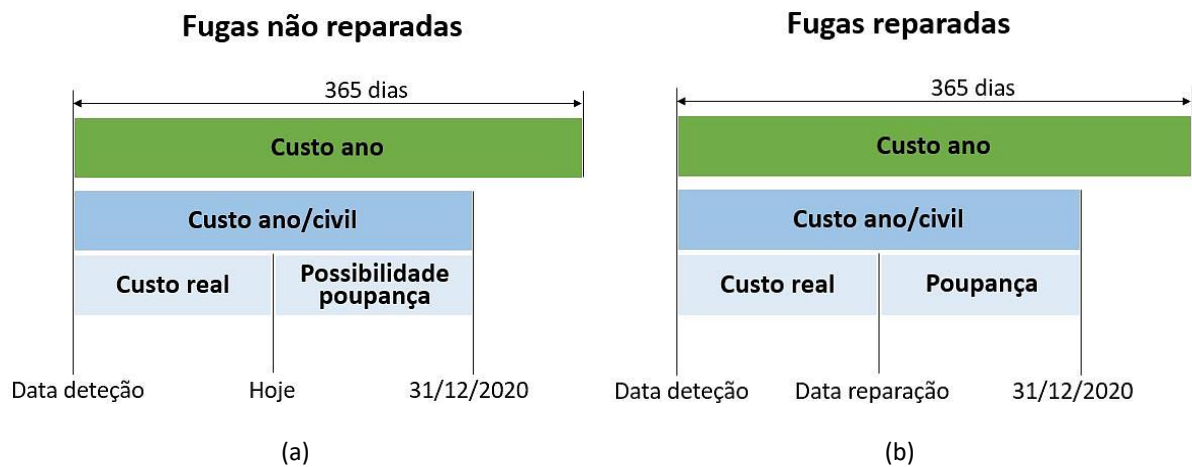 Fugas não reparadas
365 dias
Custo ano
Custo ano/civil
Custo real
Possibilidade
poupança
Data deteção
Hoje
31/12/2020
(a)
Fugas reparadas
365 dias
Custo ano
Custo ano/civil
Custo real
Poupança
Data deteção
Data reparação
31/12/2020
(b)